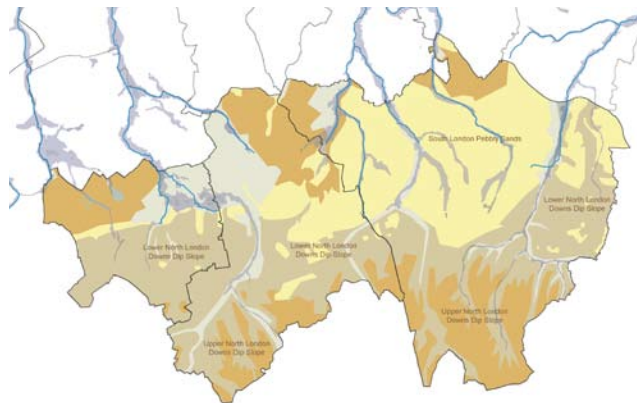 South London Pebbly Sands
Lower North London
Downs Dip Slope
Lower North London
Downs Dip Slope
Lower North London
Downs Dip-Slope
Upper North London
Downs Dip Slope
Upper North London
Downs Dip Slope